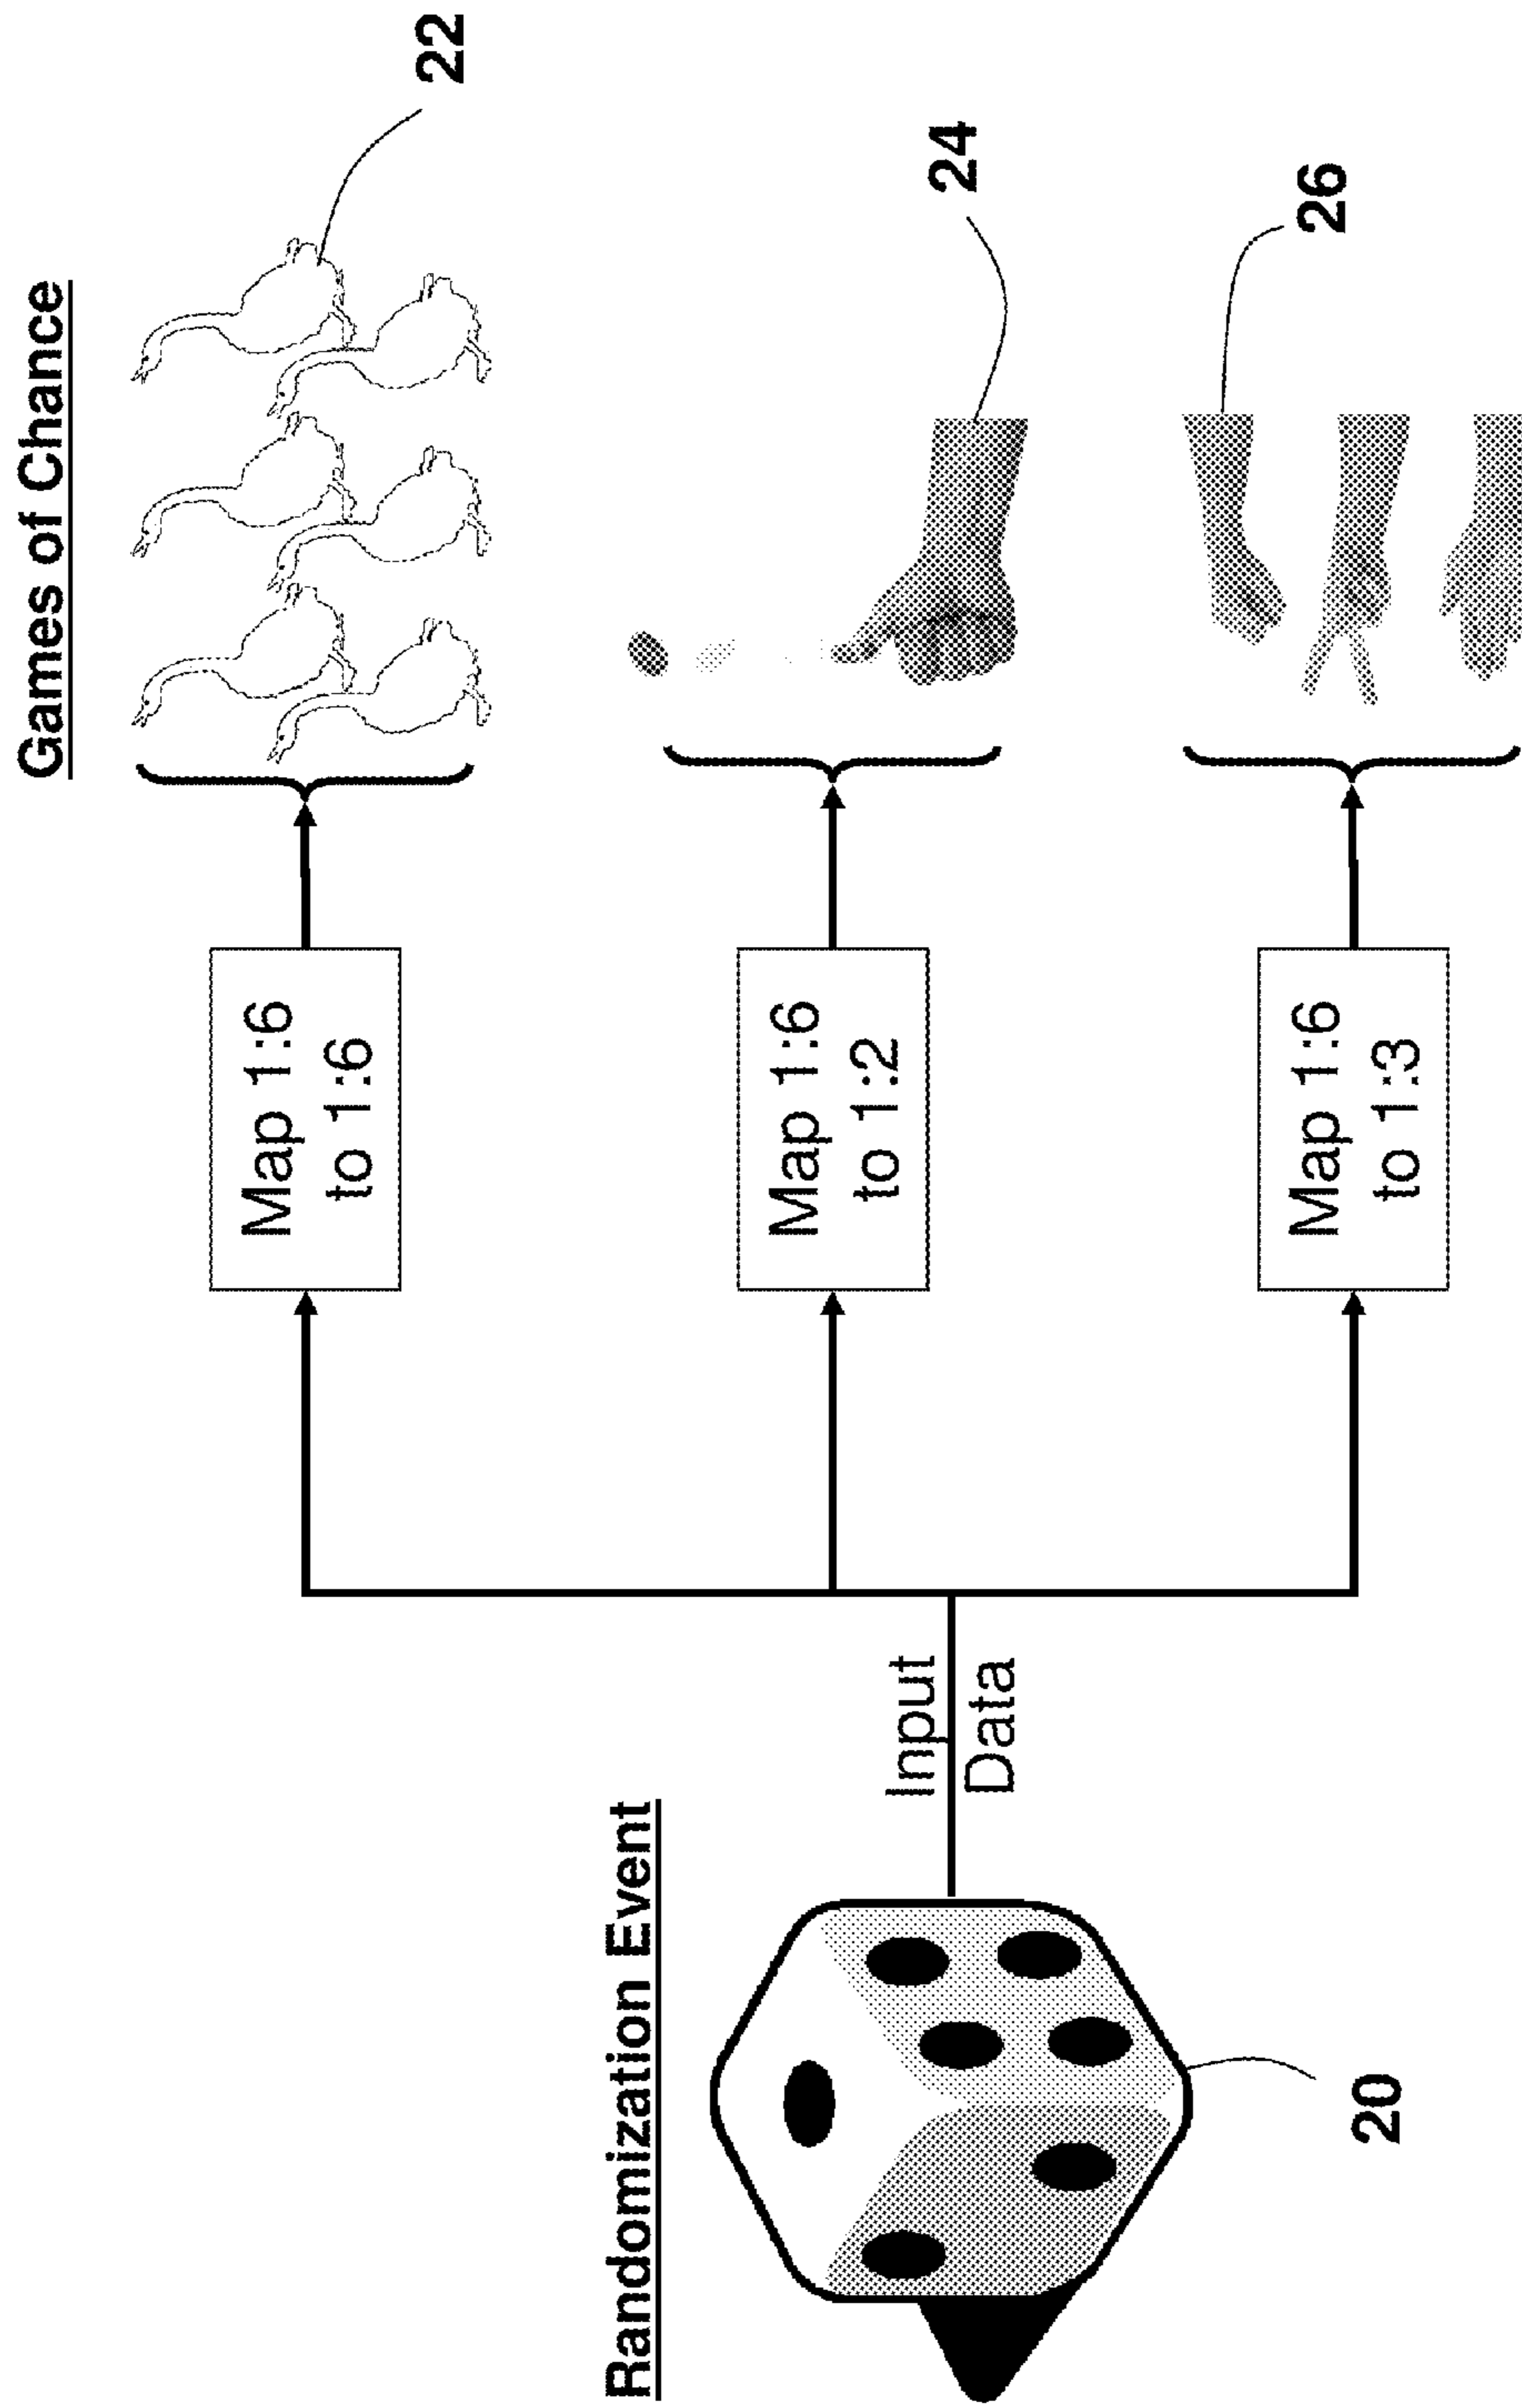 Games of Chance
22
Map 1:6
to 1:6
Randomization Event
Input
Data
Map 1:6
to 1:2
24
Map 1:6
to 1:3
26
20